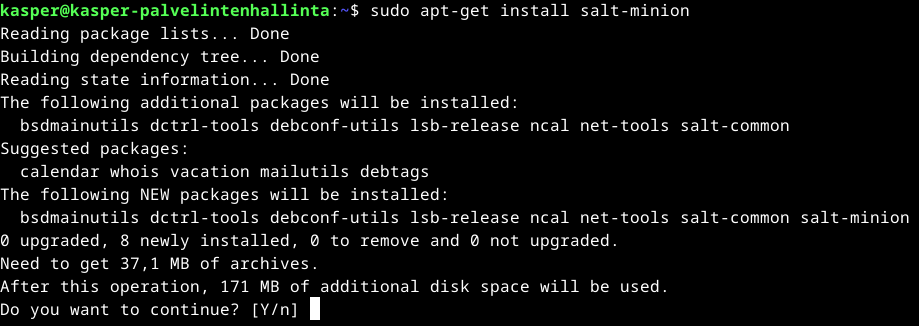 kasper@kasper-palvelintenhallinta:~$ sudo apt-get install salt-minion
Reading package lists... Done
Building dependency tree... Done
Reading state information... Done
The following additional packages will be installed:
  bsdmainutils dctrl-tools debconf-utils lsb-release ncal net-tools salt-common
Suggested packages:
  calendar whois vacation mailutils debtags
The following NEW packages will be installed:
  bsdmainutils dctrl-tools debconf-utils lsb-release ncal net-tools salt-common salt-minion
0 upgraded, 8 newly installed, 0 to remove and 0 not upgraded.
Need to get 37,1 MB of archives.
After this operation, 171 MB of additional disk space will be used.
Do you want to continue? [Y/n]